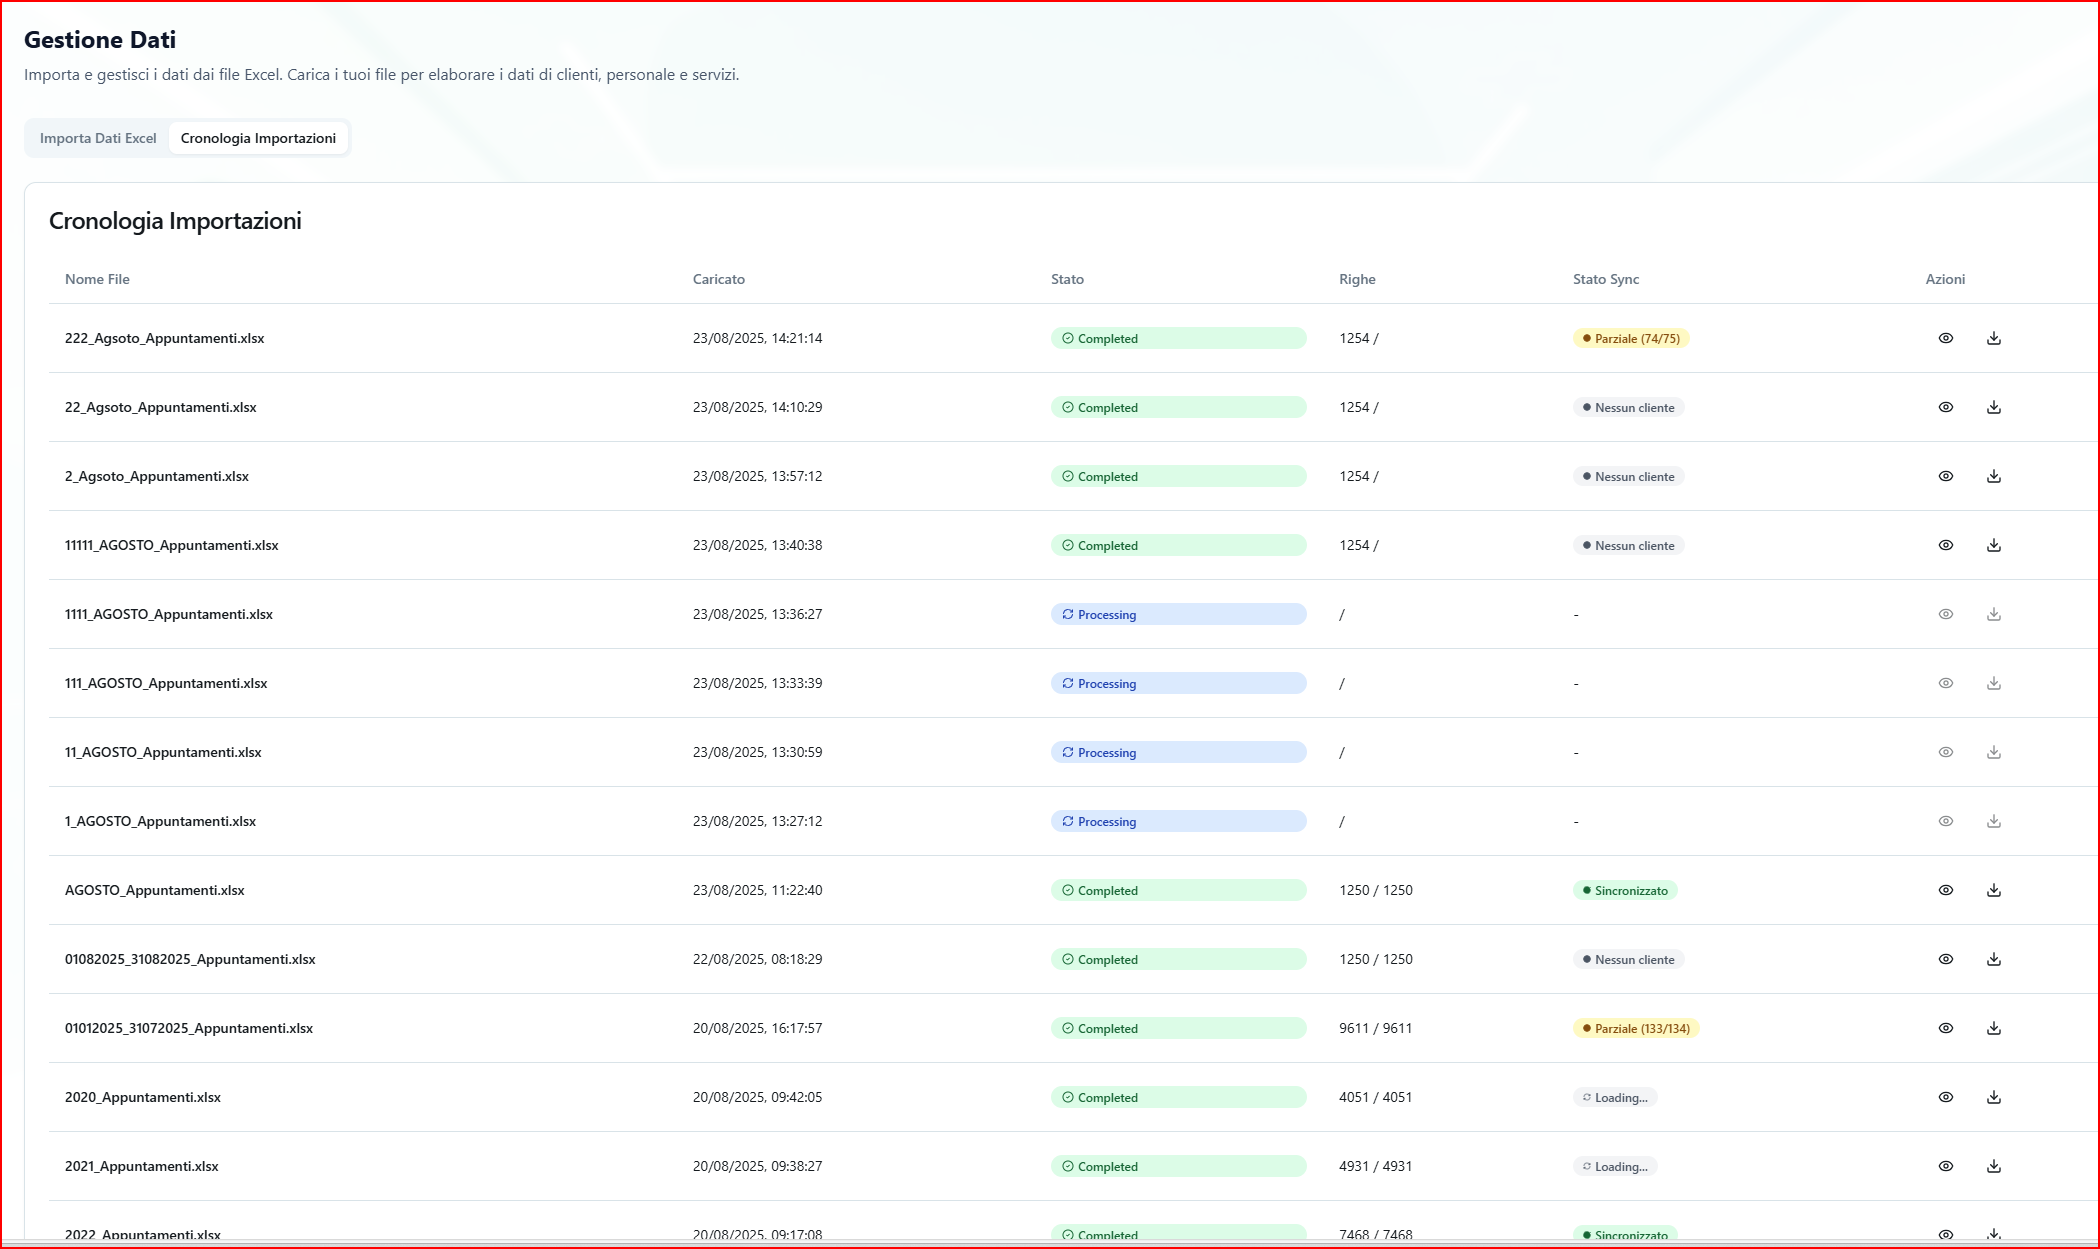 Gestione Dati
Importa e gestisci i dati dai file Excel. Carica i tuoi file per elaborare i dati di clienti, personale e servizi.
Importa Dati Excel Cronologia Importazioni
Cronologia Importazioni
Nome File Caricato Stato Righe Stato Sync Azioni
222_Agsoto_Appuntamenti.xlsx 23/08/2025, 14:21:14 Completed 1254 / Parziale (74/75)
22_Agsoto_Appuntamenti.xlsx 23/08/2025, 14:10:29 Completed 1254 / Nessun cliente
2_Agsoto_Appuntamenti.xlsx 23/08/2025, 13:57:12 Completed 1254 / Nessun cliente
11111_AGOSTO_Appuntamenti.xlsx 23/08/2025, 13:40:38 Completed 1254 / Nessun cliente
1111_AGOSTO_Appuntamenti.xlsx 23/08/2025, 13:36:27 Processing / -
111_AGOSTO_Appuntamenti.xlsx 23/08/2025, 13:33:39 Processing / -
11_AGOSTO_Appuntamenti.xlsx 23/08/2025, 13:30:59 Processing / -
1_AGOSTO_Appuntamenti.xlsx 23/08/2025, 13:27:12 Processing / -
AGOSTO_Appuntamenti.xlsx 23/08/2025, 11:22:40 Completed 1250 / 1250 Sincronizzato
01082025_31082025_Appuntamenti.xlsx 22/08/2025, 08:18:29 Completed 1250 / 1250 Nessun cliente
01012025_31072025_Appuntamenti.xlsx 20/08/2025, 16:17:57 Completed 9611 / 9611 Parziale (133/134)
2020_Appuntamenti.xlsx 20/08/2025, 09:42:05 Completed 4051 / 4051 Loading...
2021_Appuntamenti.xlsx 20/08/2025, 09:38:27 Completed 4931 / 4931 Loading...
2022_Appuntamenti.xlsx 20/08/2025, 09:17:08 Completed 7468 / 7468 Sincronizzato